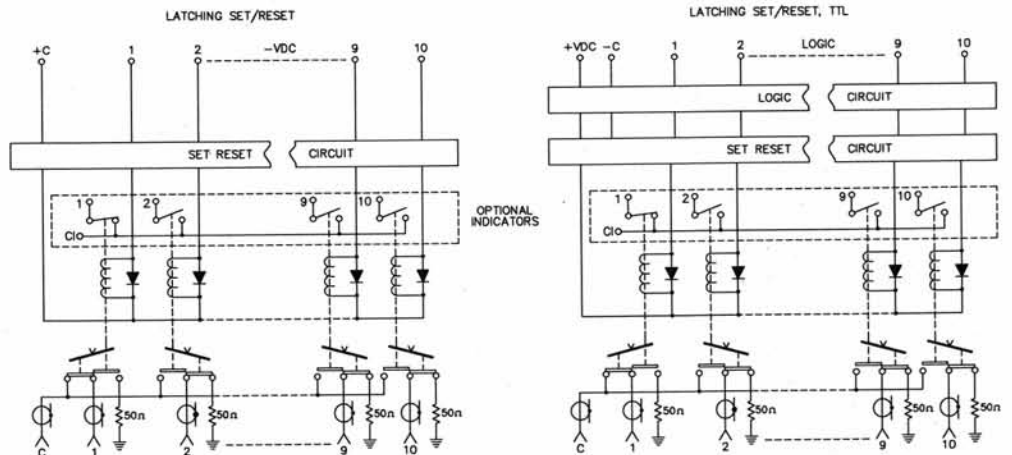 LATCHING SET/RESET
+C 1 2 -VDC 9 10
SET RESET CIRCUIT
1 2 9 10
CI
50Ω 50Ω 50Ω 50Ω
C 1 2 9 10
OPTIONAL
INDICATORS
LATCHING SET/RESET, TTL
+VDC -C 1 2 LOGIC 9 10
LOGIC CIRCUIT
SET RESET CIRCUIT
1 2 9 10
CI
50Ω 50Ω 50Ω 50Ω
C 1 2 9 10